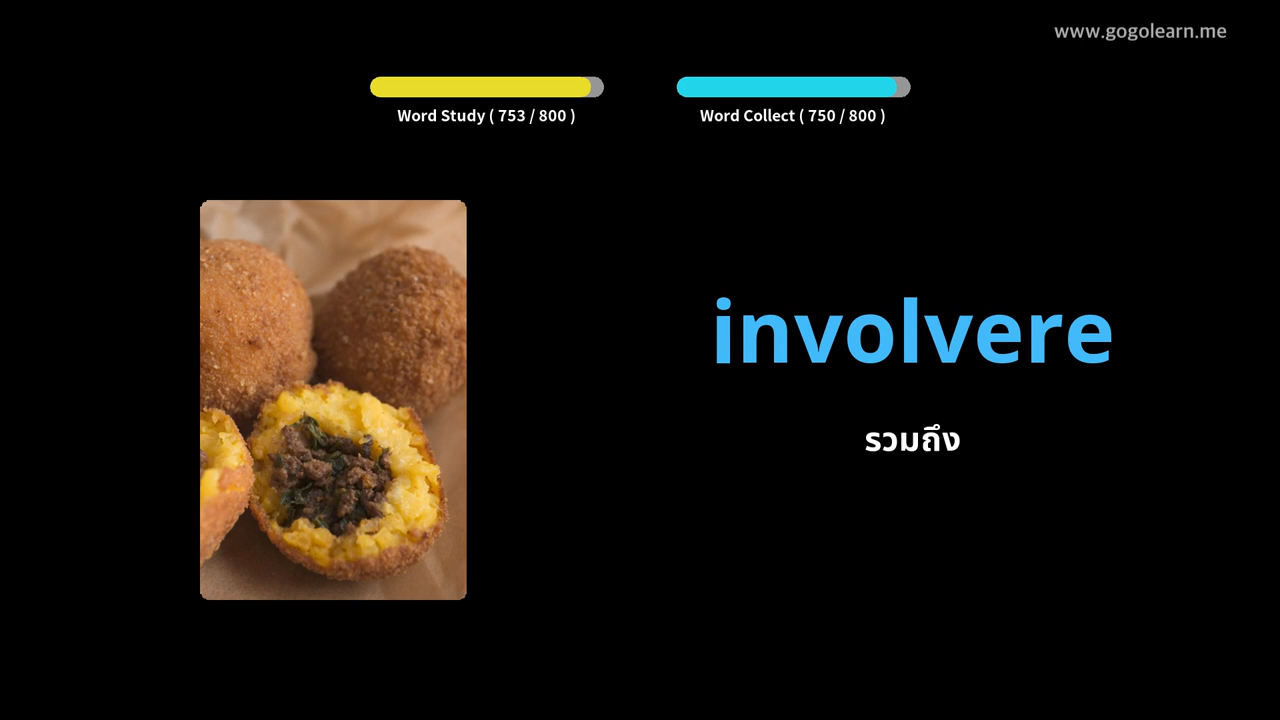 www.gogolearn.me
Word Study ( 753 / 800 )
Word Collect ( 750 / 800 )
involvere
รวมถึง